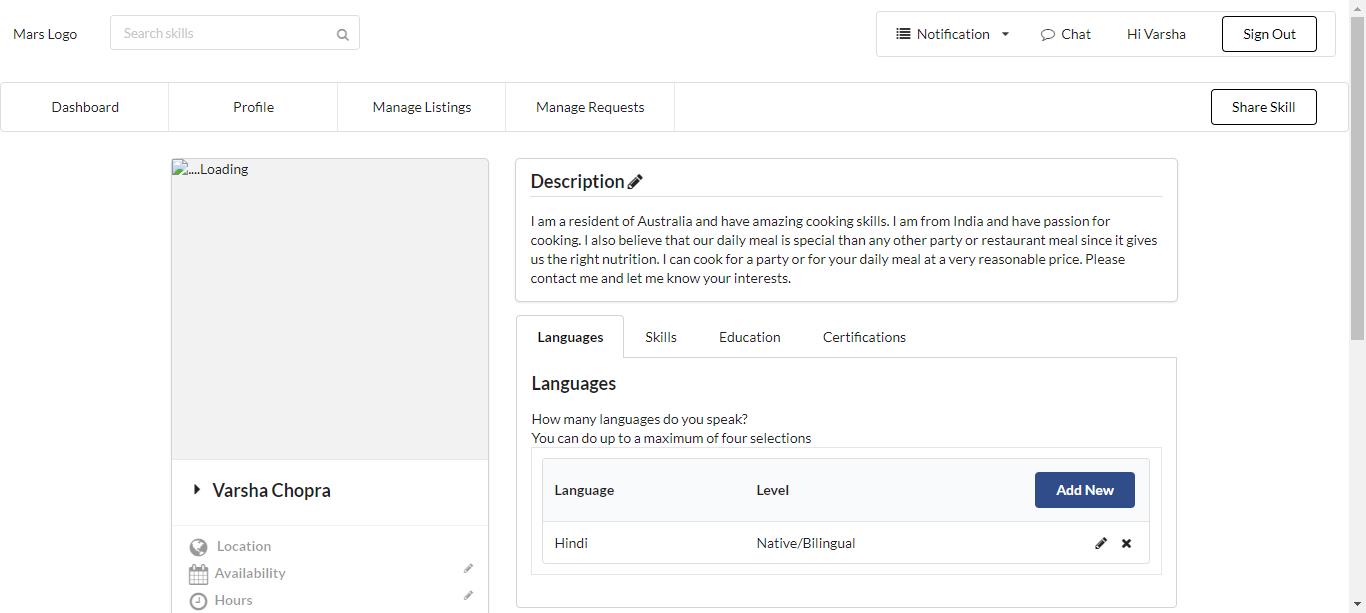 Mars Logo
Search skills
Notification
Chat
Hi Varsha
Sign Out
Dashboard
Profile
Manage Listings
Manage Requests
Share Skill
....Loading
Description
I am a resident of Australia and have amazing cooking skills. I am from India and have passion for
cooking. I also believe that our daily meal is special than any other party or restaurant meal since it gives
us the right nutrition. I can cook for a party or for your daily meal at a very reasonable price. Please
contact me and let me know your interests.
Languages
Skills
Education
Certifications
Languages
How many languages do you speak?
You can do up to a maximum of four selections
Language
Level
Add New
Hindi
Native/Bilingual
Varsha Chopra
Location
Availability
Hours